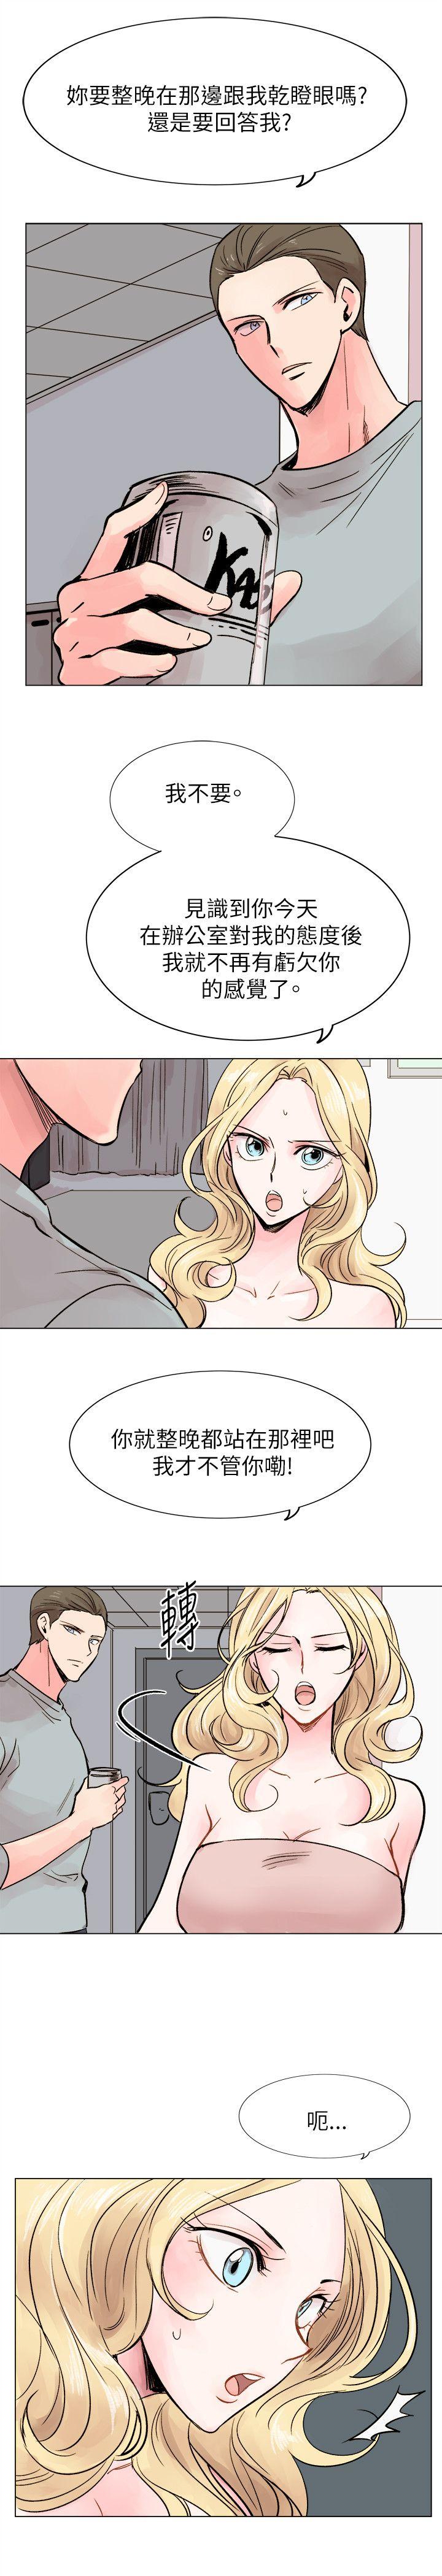 妳要整晚在那邊跟我乾瞪眼嗎?
還是要回答我?
我不要。
見識到你今天
在辦公室對我的態度後
我就不再有虧欠你
的感覺了。
你就整晚都站在那裡吧
我才不管你嘞!
轉
呃…